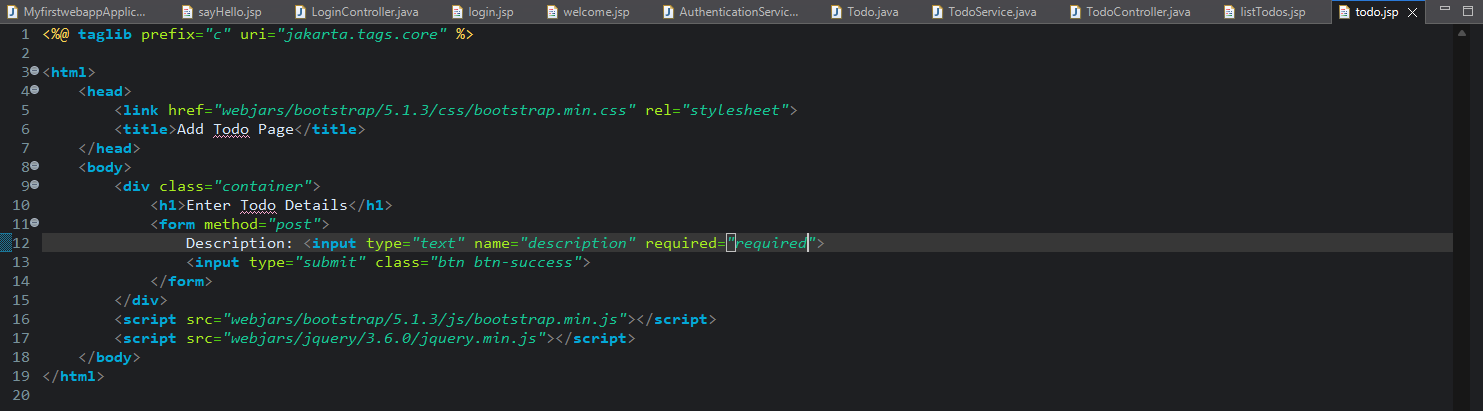 MyfirstwebappApplic... sayHello.jsp LoginController.java login.jsp welcome.jsp AuthenticationServic... Todo.java TodoService.java TodoController.java listTodos.jsp todo.jsp
1 <%@ taglib prefix="c" uri="jakarta.tags.core" %>
2
3 <html>
4 <head>
5 <link href="webjars/bootstrap/5.1.3/css/bootstrap.min.css" rel="stylesheet">
6 <title>Add Todo Page</title>
7 </head>
8 <body>
9 <div class="container">
10 <h1>Enter Todo Details</h1>
11 <form method="post">
12 Description: <input type="text" name="description" required="required">
13 <input type="submit" class="btn btn-success">
14 </form>
15 </div>
16 <script src="webjars/bootstrap/5.1.3/js/bootstrap.min.js"></script>
17 <script src="webjars/jquery/3.6.0/jquery.min.js"></script>
18 </body>
19 </html>
20